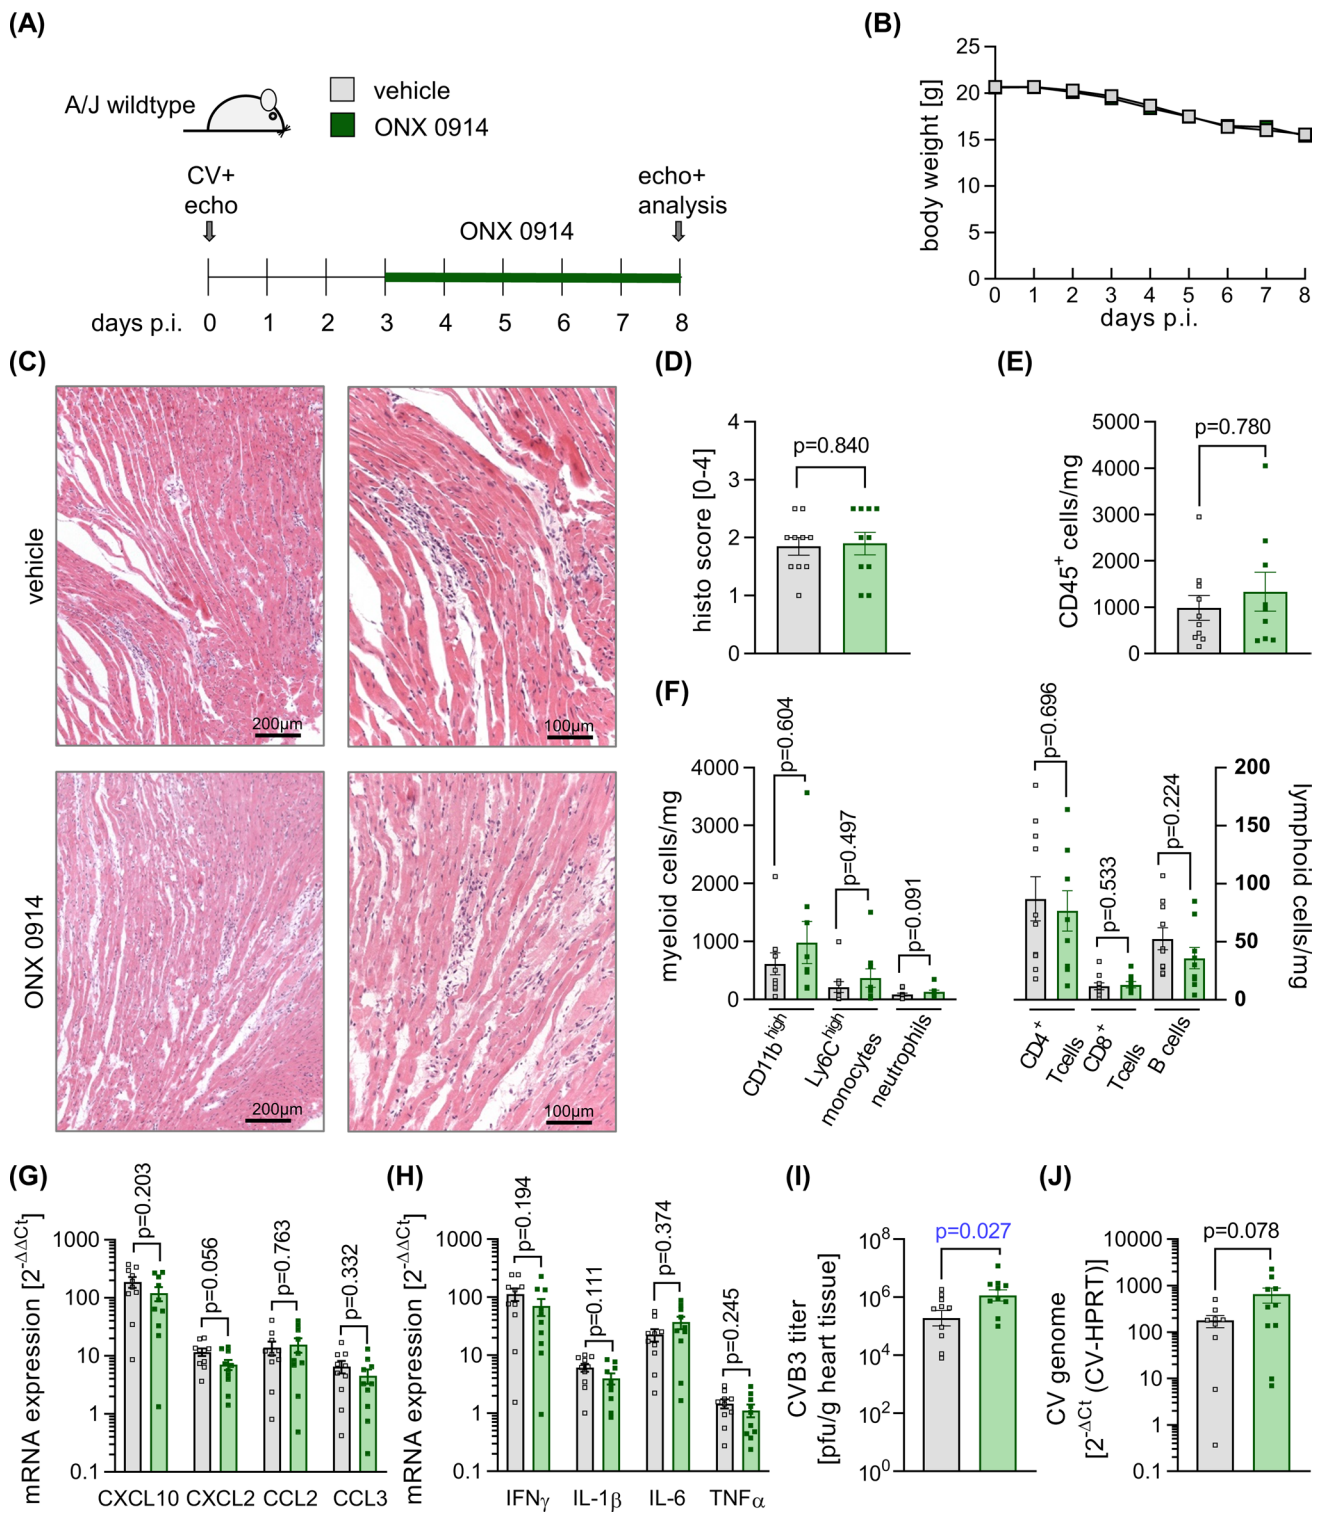 (A)
A/J wildtype
vehicle
ONX 0914
CV+
echo
echo+
analysis
ONX 0914
days p.i.
0 1 2 3 4 5 6 7 8
(B)
body weight [g]
25
20
15
10
5
0
0 1 2 3 4 5 6 7 8
days p.i.
(C)
vehicle
200µm
100µm
ONX 0914
200µm
100µm
(D)
histo score [0-4]
4
3
2
1
0
p=0.840
(E)
CD45⁺ cells/mg
5000
4000
3000
2000
1000
0
p=0.780
(F)
myeloid cells/mg
4000
3000
2000
1000
0
p=0.604
p=0.497
p=0.091
CD11b^high
Ly6C^high
monocytes
neutrophils
p=0.696
p=0.533
p=0.224
200
150
100
50
0
lymphoid cells/mg
CD4⁺
Tcells
CD8⁺
Tcells
B cells
(G)
mRNA expression [2^-ΔΔCt]
1000
100
10
1
0.1
p=0.203
p=0.056
p=0.763
p=0.332
CXCL10 CXCL2 CCL2 CCL3
(H)
mRNA expression [2^-ΔΔCt]
1000
100
10
1
0.1
p=0.194
p=0.111
p=0.374
p=0.245
IFNγ IL-1β IL-6 TNFα
(I)
CVB3 titer
[pfu/g heart tissue]
10⁸
10⁶
10⁴
10²
10⁰
p=0.027
(J)
CV genome
[2^-ΔCt (CV-HPRT)]
10000
1000
100
10
1
0.1
p=0.078